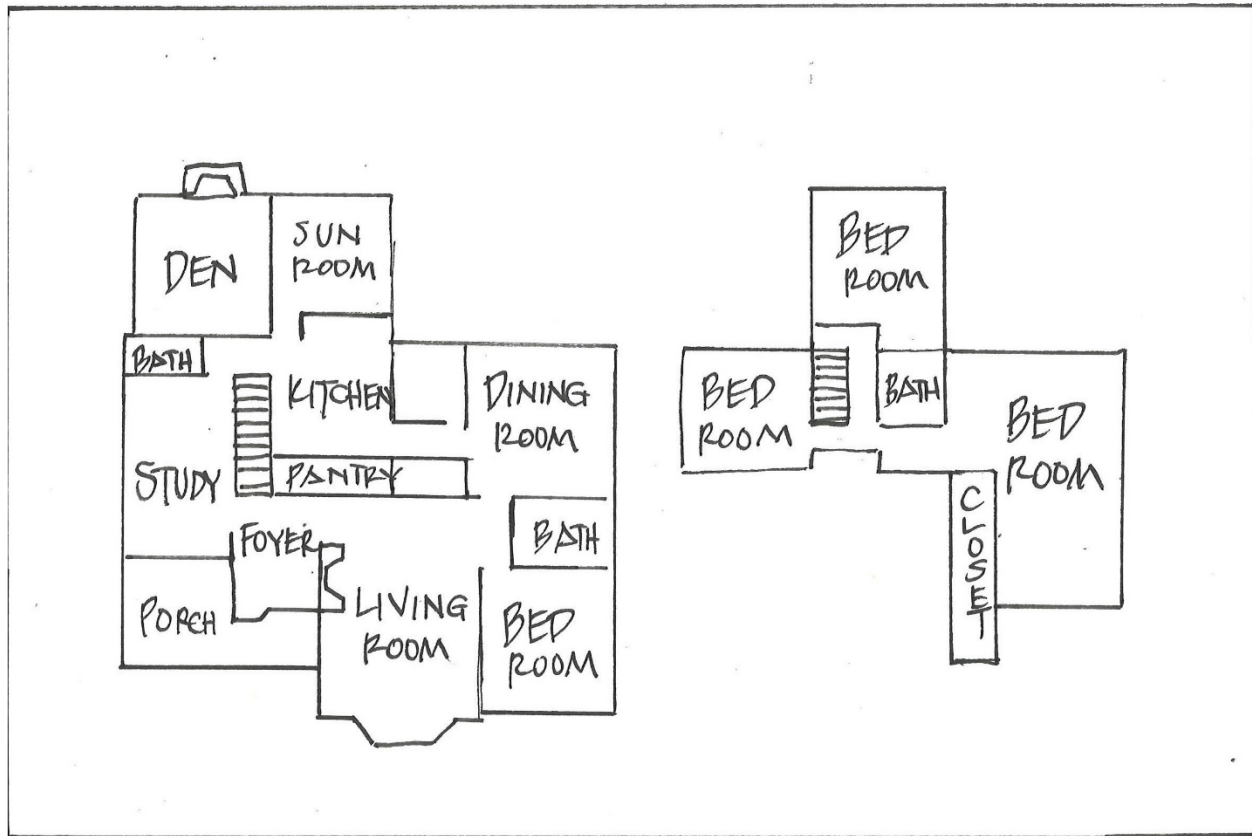 DEN
SUN
ROOM
BATH
KITCHEN
DINING
ROOM
STUDY
PANTRY
FOYER
BATH
PORCH
LIVING
ROOM
BED
ROOM
BED
ROOM
BED
ROOM
BATH
BED
ROOM
CLOSET